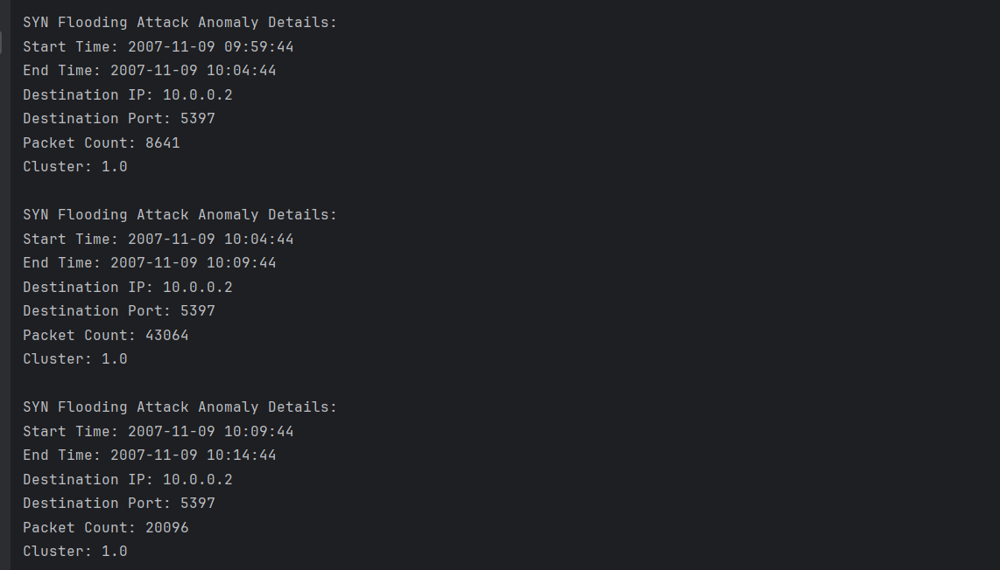 SYN Flooding Attack Anomaly Details:
Start Time: 2007-11-09 09:59:44
End Time: 2007-11-09 10:04:44
Destination IP: 10.0.0.2
Destination Port: 5397
Packet Count: 8641
Cluster: 1.0
SYN Flooding Attack Anomaly Details:
Start Time: 2007-11-09 10:04:44
End Time: 2007-11-09 10:09:44
Destination IP: 10.0.0.2
Destination Port: 5397
Packet Count: 43064
Cluster: 1.0
SYN Flooding Attack Anomaly Details:
Start Time: 2007-11-09 10:09:44
End Time: 2007-11-09 10:14:44
Destination IP: 10.0.0.2
Destination Port: 5397
Packet Count: 20096
Cluster: 1.0